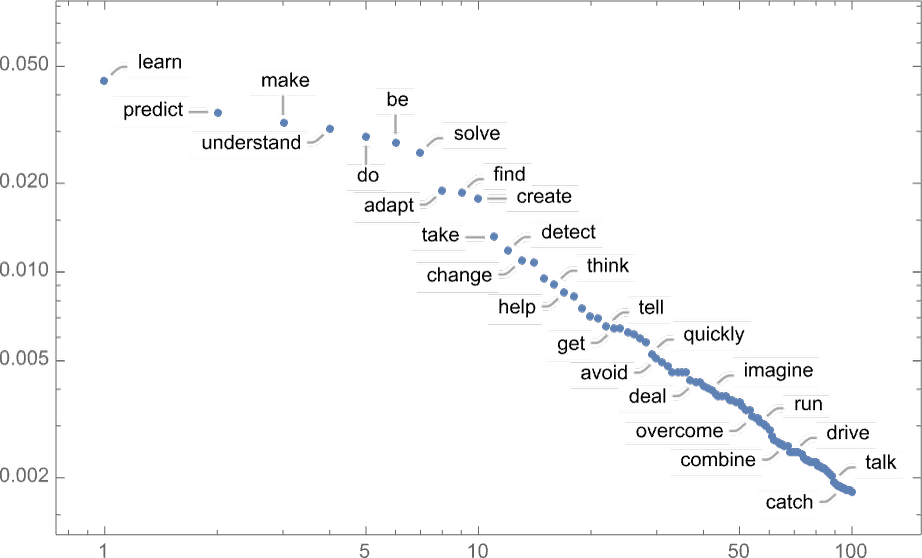 learn
0.050
make
be
predict
solve
understand
do
find
0.020
create
adapt
take
detect
think
0.010
change
help
tell
quickly
get
0.005
avoid
imagine
deal
run
overcome
drive
combine
talk
0.002
catch
1
5
10
50
100